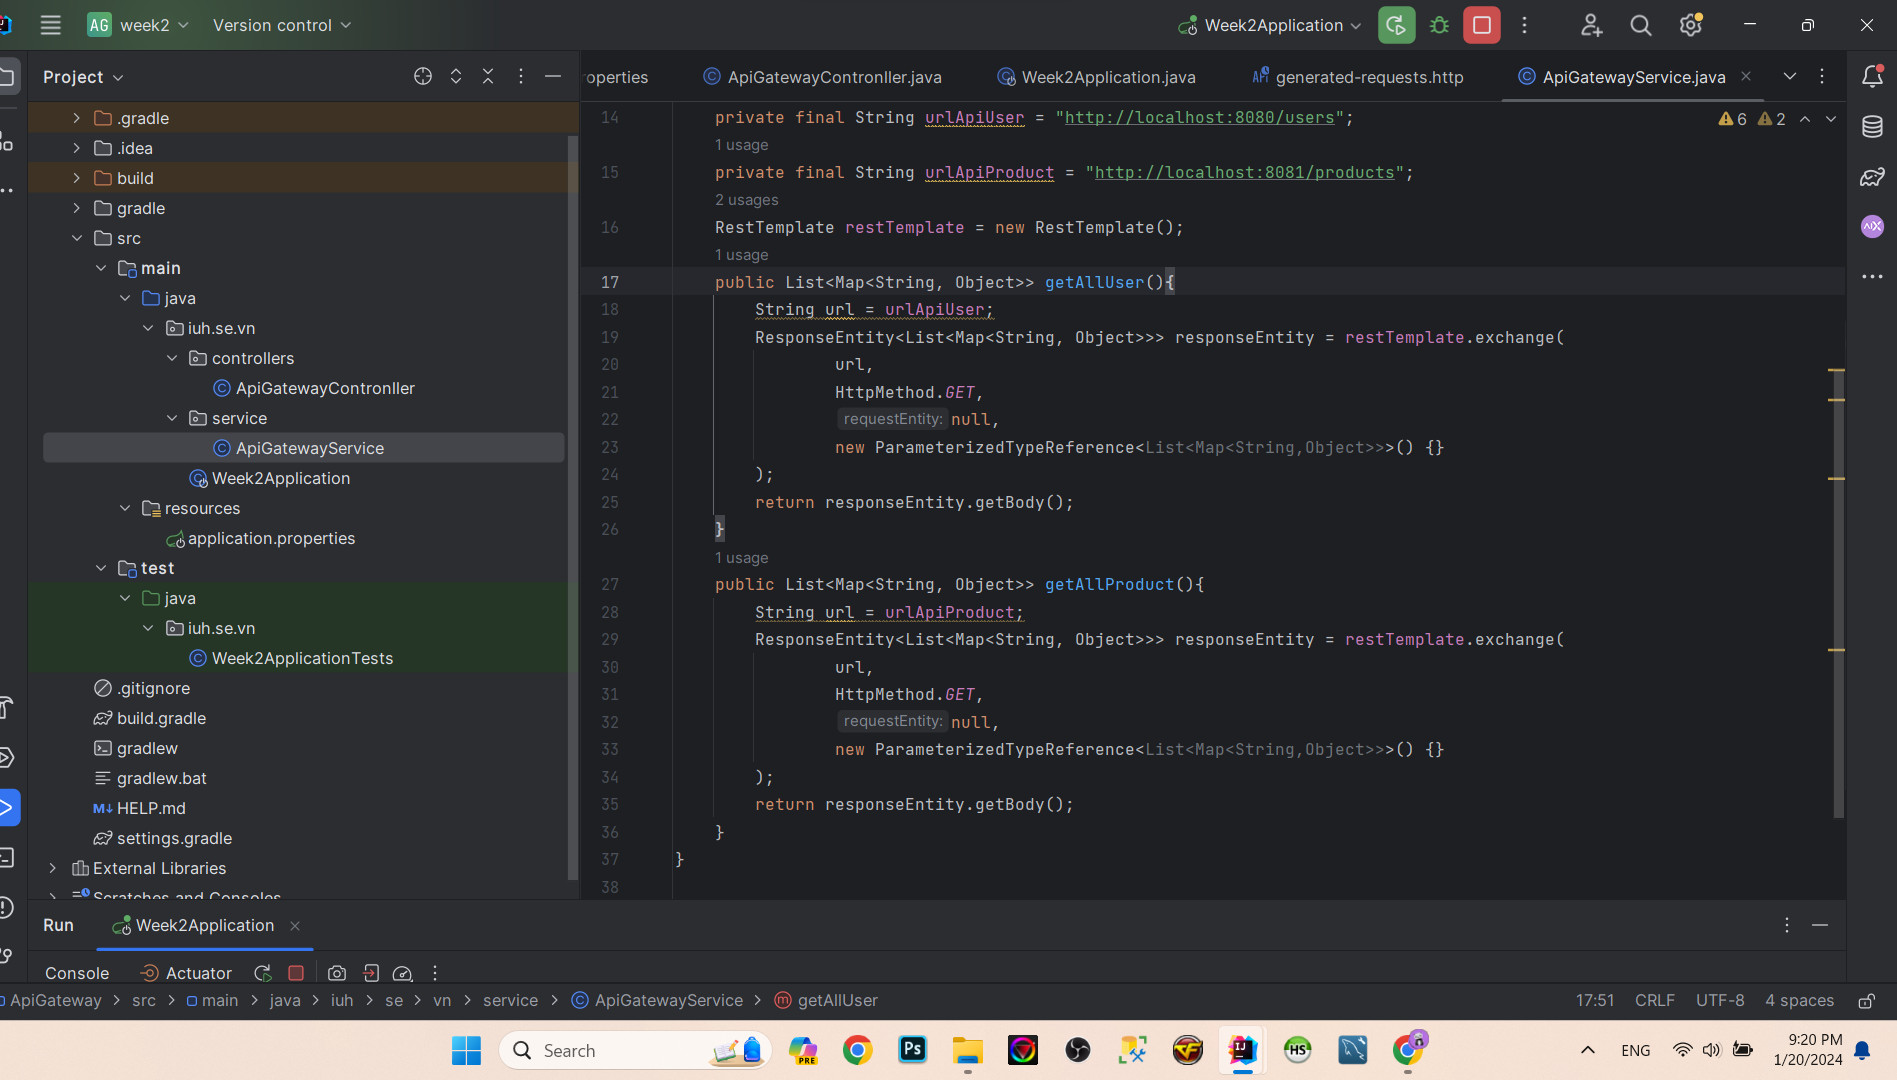 AG week2 Version control Week2Application
Project operties ApiGatewayContronller.java Week2Application.java generated-requests.http ApiGatewayService.java
.gradle
.idea
build
gradle
src
main
java
iuh.se.vn
controllers
ApiGatewayContronller
service
ApiGatewayService
Week2Application
resources
application.properties
test
java
iuh.se.vn
Week2ApplicationTests
.gitignore
build.gradle
gradlew
gradlew.bat
M↓ HELP.md
settings.gradle
External Libraries
Scratches and Consoles
6 2
14 private final String urlApiUser = "http://localhost:8080/users";
1 usage
15 private final String urlApiProduct = "http://localhost:8081/products";
2 usages
16 RestTemplate restTemplate = new RestTemplate();
1 usage
17 public List<Map<String, Object>> getAllUser(){
18 String url = urlApiUser;
19 ResponseEntity<List<Map<String, Object>>> responseEntity = restTemplate.exchange(
20 url,
21 HttpMethod.GET,
22 requestEntity: null,
23 new ParameterizedTypeReference<List<Map<String,Object>>>() {}
24 );
25 return responseEntity.getBody();
26 }
1 usage
27 public List<Map<String, Object>> getAllProduct(){
28 String url = urlApiProduct;
29 ResponseEntity<List<Map<String, Object>>> responseEntity = restTemplate.exchange(
30 url,
31 HttpMethod.GET,
32 requestEntity: null,
33 new ParameterizedTypeReference<List<Map<String,Object>>>() {}
34 );
35 return responseEntity.getBody();
36 }
37 }
38
Run Week2Application
Console Actuator
ApiGateway > src > main > java > iuh > se > vn > service > ApiGatewayService > getAllUser 17:51 CRLF UTF-8 4 spaces
Search PRE Ps IJ HS ENG 9:20 PM
1/20/2024